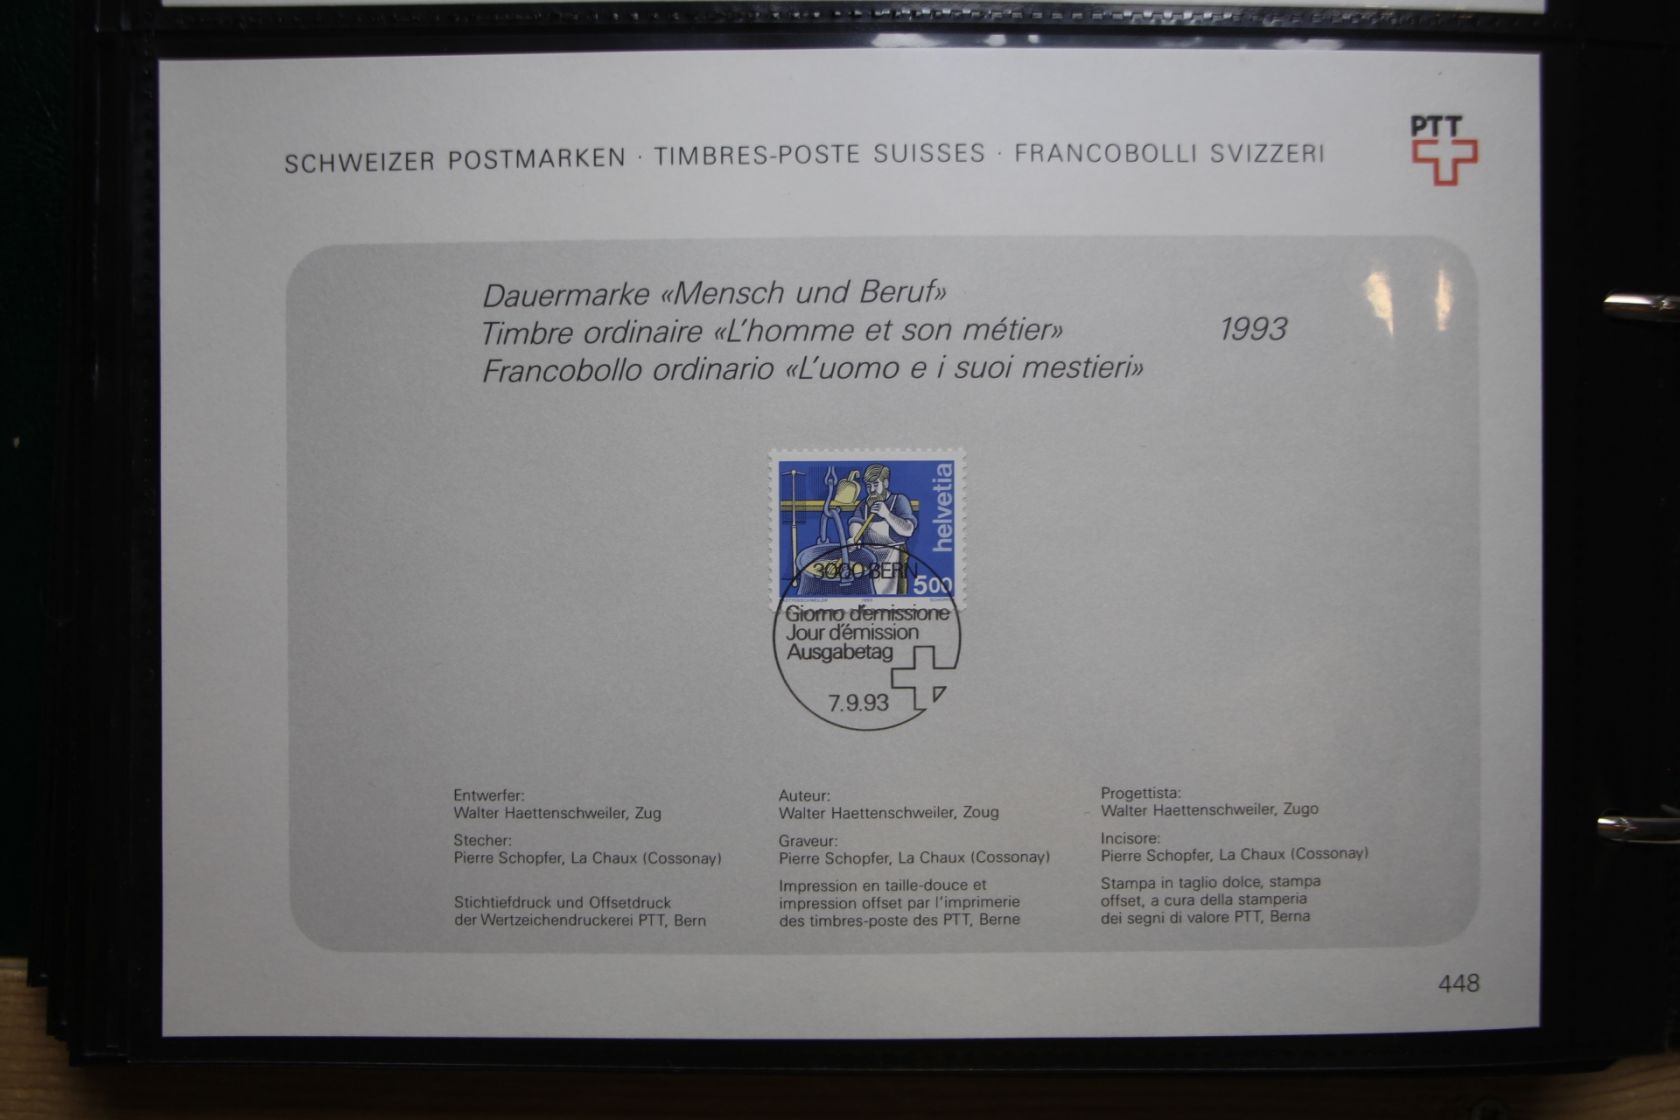 SCHWEIZER POSTMARKEN · TIMBRES-POSTE SUISSES · FRANCOBOLLI SVIZZERI
PTT
Dauermarke «Mensch und Beruf»
Timbre ordinaire «L'homme et son métier»
1993
Francobollo ordinario «L'uomo e i suoi mestieri»
helvetia
500
3000 BERN
Giorno d'emissione
Jour d'émission
Ausgabetag
7.9.93
Entwerfer:
Walter Haettenschweiler, Zug
Stecher:
Pierre Schopfer, La Chaux (Cossonay)
Stichtiefdruck und Offsetdruck
der Wertzeichendruckerei PTT, Bern
Auteur:
Walter Haettenschweiler, Zoug
Graveur:
Pierre Schopfer, La Chaux (Cossonay)
Impression en taille-douce et
impression offset par l'imprimerie
des timbres-poste des PTT, Berne
Progettista:
Walter Haettenschweiler, Zugo
Incisore:
Pierre Schopfer, La Chaux (Cossonay)
Stampa in taglio dolce, stampa
offset, a cura della stamperia
dei segni di valore PTT, Berna
448